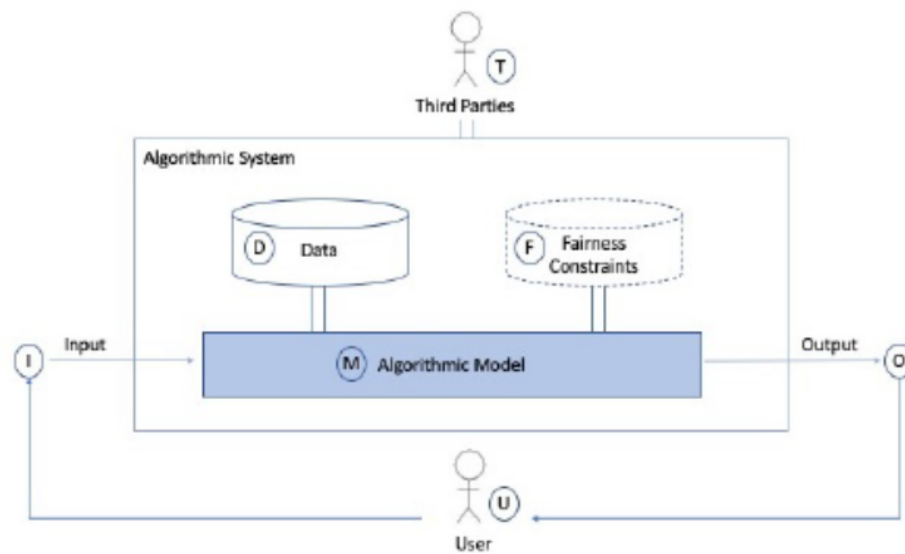 T
Third Parties
Algorithmic System
D
Data
F
Fairness
Constraints
Input
Output
I
M
Algorithmic Model
O
U
User